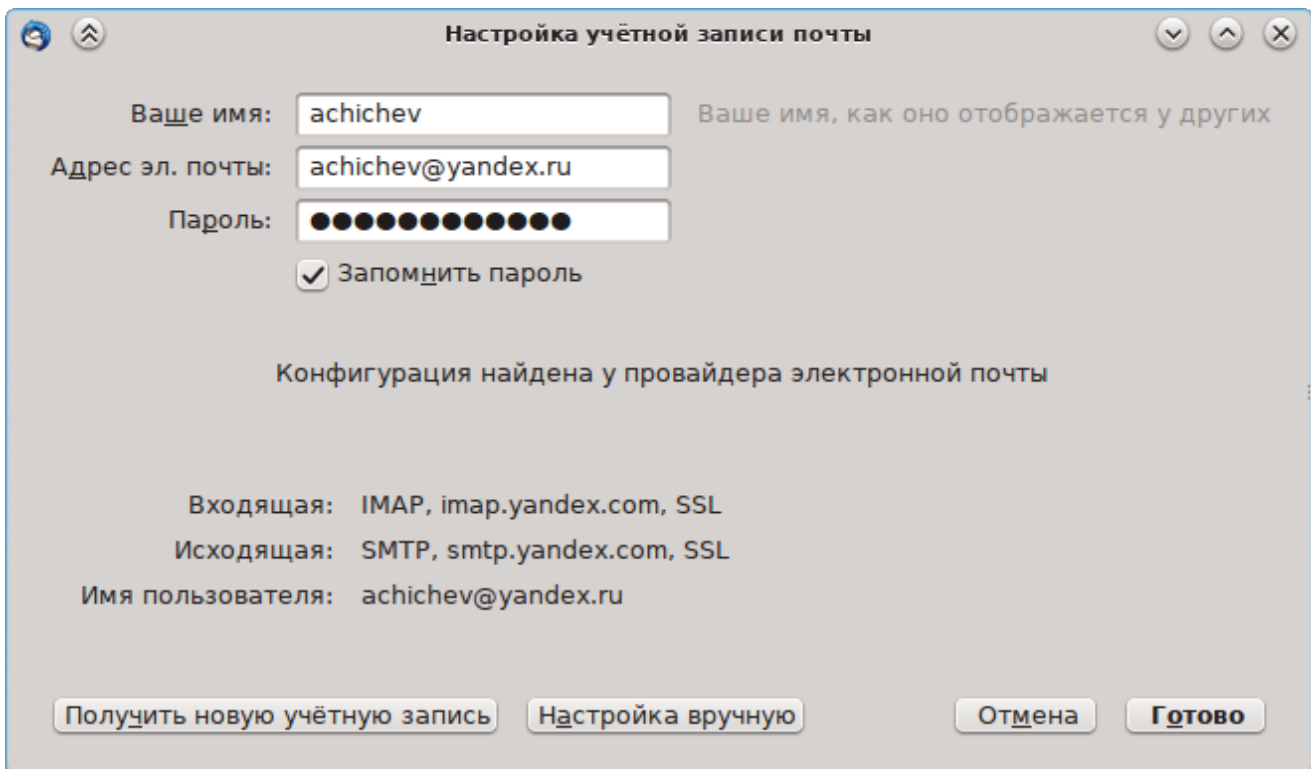 Настройка учётной записи почты
Ваше имя: achichev Ваше имя, как оно отображается у других
Адрес эл. почты: achichev@yandex.ru
Пароль: ●●●●●●●●●●●●
Запомнить пароль
Конфигурация найдена у провайдера электронной почты
Входящая: IMAP, imap.yandex.com, SSL
Исходящая: SMTP, smtp.yandex.com, SSL
Имя пользователя: achichev@yandex.ru
Получить новую учётную запись Настройка вручную Отмена Готово